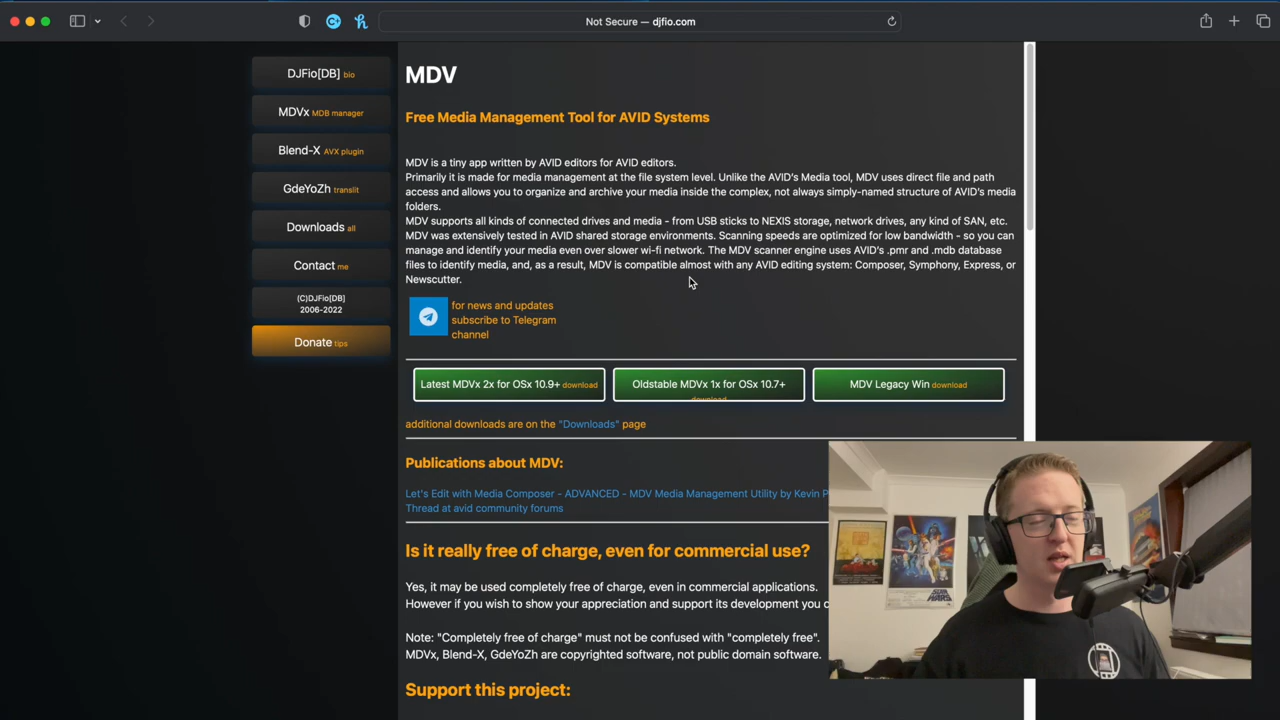 Not Secure — djfio.com
DJFio[DB] bio
MDVx MDB manager
Blend-X AVX plugin
GdeYoZh translit
Downloads all
Contact me
(C)DJFio[DB]
2006-2022
Donate tips
MDV
Free Media Management Tool for AVID Systems
MDV is a tiny app written by AVID editors for AVID editors.
Primarily it is made for media management at the file system level. Unlike the AVID's Media tool, MDV uses direct file and path
access and allows you to organize and archive your media inside the complex, not always simply-named structure of AVID's media
folders.
MDV supports all kinds of connected drives and media - from USB sticks to NEXIS storage, network drives, any kind of SAN, etc.
MDV was extensively tested in AVID shared storage environments. Scanning speeds are optimized for low bandwidth - so you can
manage and identify your media even over slower wi-fi network. The MDV scanner engine uses AVID's .pmr and .mdb database
files to identify media, and, as a result, MDV is compatible almost with any AVID editing system: Composer, Symphony, Express, or
Newscutter.
for news and updates
subscribe to Telegram
channel
Latest MDVx 2x for OSx 10.9+ download
Oldstable MDVx 1x for OSx 10.7+
download
MDV Legacy Win download
additional downloads are on the "Downloads" page
Publications about MDV:
Let's Edit with Media Composer - ADVANCED - MDV Media Management Utility by Kevin P
Thread at avid community forums
Is it really free of charge, even for commercial use?
Yes, it may be used completely free of charge, even in commercial applications.
However if you wish to show your appreciation and support its development you c
Note: "Completely free of charge" must not be confused with "completely free".
MDVx, Blend-X, GdeYoZh are copyrighted software, not public domain software.
Support this project:
STAR WARS